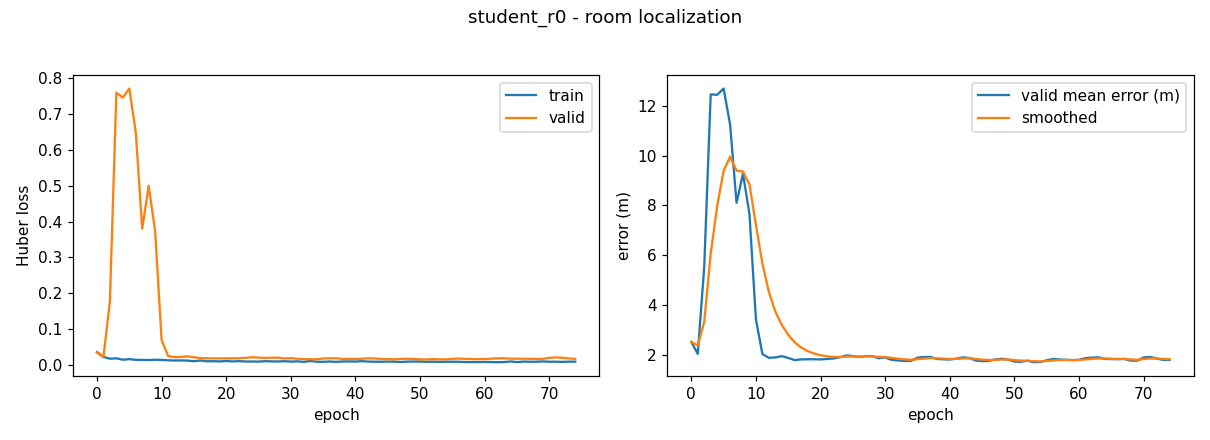 student_r0 - room localization
Huber loss
0.8
0.7
0.6
0.5
0.4
0.3
0.2
0.1
0.0
0 10 20 30 40 50 60 70
epoch
train
valid
error (m)
12
10
8
6
4
2
0 10 20 30 40 50 60 70
epoch
valid mean error (m)
smoothed